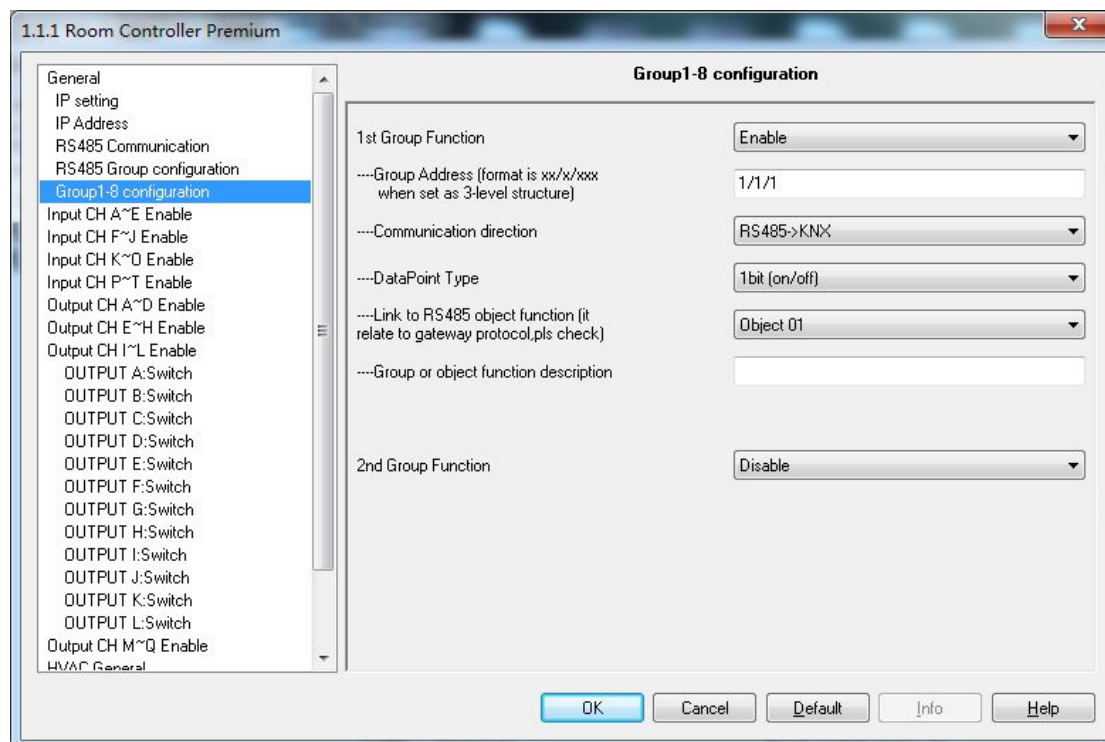 1.1.1 Room Controller Premium
General
IP setting
IP Address
RS485 Communication
RS485 Group configuration
Group1-8 configuration
Input CH A~E Enable
Input CH F~J Enable
Input CH K~O Enable
Input CH P~T Enable
Output CH A~D Enable
Output CH E~H Enable
Output CH I~L Enable
OUTPUT A:Switch
OUTPUT B:Switch
OUTPUT C:Switch
OUTPUT D:Switch
OUTPUT E:Switch
OUTPUT F:Switch
OUTPUT G:Switch
OUTPUT H:Switch
OUTPUT I:Switch
OUTPUT J:Switch
OUTPUT K:Switch
OUTPUT L:Switch
Output CH M~Q Enable
HVAC General
Group1-8 configuration
1st Group Function Enable
----Group Address (format is xx/x/xxx
when set as 3-level structure) 1/1/1
----Communication direction RS485->KNX
----DataPoint Type 1bit (on/off)
----Link to RS485 object function (it
relate to gateway protocol,pls check) Object 01
----Group or object function description
2nd Group Function Disable
OK Cancel Default Info Help